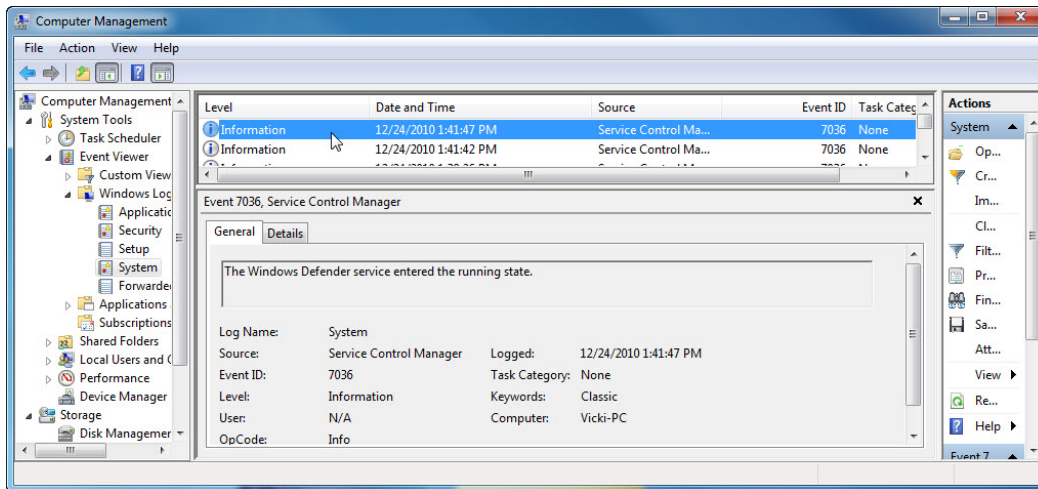 Computer Management
File Action View Help
Computer Management
System Tools
Task Scheduler
Event Viewer
Custom View
Windows Log
Applicatio
Security
Setup
System
Forwarde
Applications
Subscriptions
Shared Folders
Local Users and
Performance
Device Manager
Storage
Disk Managemer
Level Date and Time Source Event ID Task Categ
Information 12/24/2010 1:41:47 PM Service Control Ma... 7036 None
Information 12/24/2010 1:41:42 PM Service Control Ma... 7036 None
Event 7036, Service Control Manager
General Details
The Windows Defender service entered the running state.
Log Name: System
Source: Service Control Manager Logged: 12/24/2010 1:41:47 PM
Event ID: 7036 Task Category: None
Level: Information Keywords: Classic
User: N/A Computer: Vicki-PC
OpCode: Info
Actions
System
Op...
Cr...
Im...
Cl...
Filt...
Pr...
Fin...
Sa...
Att...
View
Re...
Help
Event 7